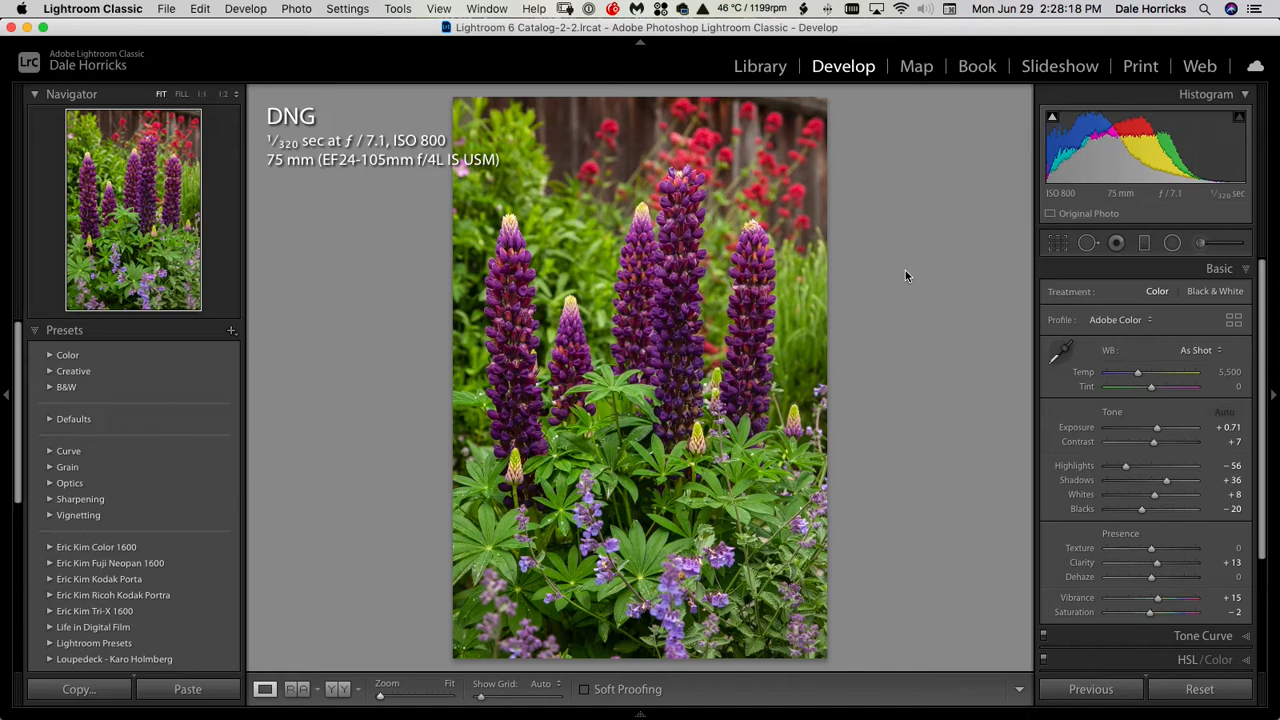 Lightroom Classic File Edit Develop Photo Settings Tools View Window Help 46 °C / 1199rpm Mon Jun 29 2:28:18 PM Dale Horricks
Lightroom 6 Catalog-2-2.lrcat - Adobe Photoshop Lightroom Classic - Develop
LrC
Adobe Lightroom Classic
Dale Horricks
Library Develop Map Book Slideshow Print Web
Navigator FIT FILL 1:1 1:2
Histogram
DNG
1/320 sec at ƒ / 7.1, ISO 800
75 mm (EF24-105mm f/4L IS USM)
ISO 800 75 mm ƒ / 7.1 1/320 sec
Original Photo
Basic
Treatment : Color Black & White
Profile : Adobe Color
WB : As Shot
Temp 5,500
Tint 0
Tone Auto
Exposure + 0.71
Contrast + 7
Highlights − 56
Shadows + 36
Whites + 8
Blacks − 20
Presence
Texture 0
Clarity + 13
Dehaze 0
Vibrance + 15
Saturation − 2
Tone Curve
HSL / Color
Presets
Color
Creative
B&W
Defaults
Curve
Grain
Optics
Sharpening
Vignetting
Eric Kim Color 1600
Eric Kim Fuji Neopan 1600
Eric Kim Kodak Porta
Eric Kim Ricoh Kodak Portra
Eric Kim Tri-X 1600
Life in Digital Film
Lightroom Presets
Loupedeck - Karo Holmberg
Copy... Paste
R A Y Y Zoom Fit Show Grid: Auto Soft Proofing
Previous Reset